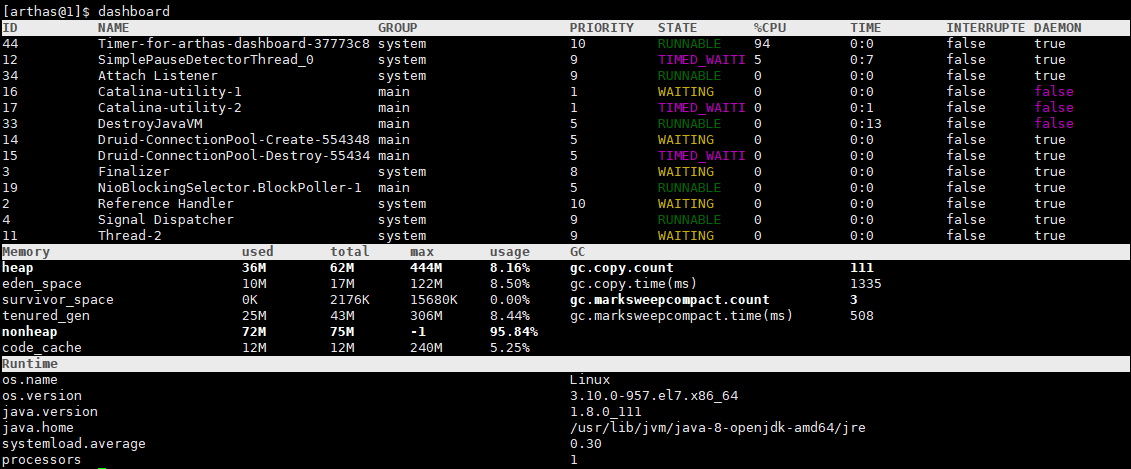 [arthas@1]$ dashboard
ID NAME GROUP PRIORITY STATE %CPU TIME INTERRUPTE DAEMON
44 Timer-for-arthas-dashboard-37773c8 system 10 RUNNABLE 94 0:0 false true
12 SimplePauseDetectorThread_0 system 9 TIMED_WAITI 5 0:7 false true
34 Attach Listener system 9 RUNNABLE 0 0:0 false true
16 Catalina-utility-1 main 1 WAITING 0 0:0 false false
17 Catalina-utility-2 main 1 TIMED_WAITI 0 0:1 false false
33 DestroyJavaVM main 5 RUNNABLE 0 0:13 false false
14 Druid-ConnectionPool-Create-554348 main 5 WAITING 0 0:0 false true
15 Druid-ConnectionPool-Destroy-55434 main 5 TIMED_WAITI 0 0:0 false true
3 Finalizer system 8 WAITING 0 0:0 false true
19 NioBlockingSelector.BlockPoller-1 main 5 RUNNABLE 0 0:0 false true
2 Reference Handler system 10 WAITING 0 0:0 false true
4 Signal Dispatcher system 9 RUNNABLE 0 0:0 false true
11 Thread-2 system 9 WAITING 0 0:0 false true
Memory used total max usage GC
heap 36M 62M 444M 8.16% gc.copy.count 111
eden_space 10M 17M 122M 8.50% gc.copy.time(ms) 1335
survivor_space 0K 2176K 15680K 0.00% gc.marksweepcompact.count 3
tenured_gen 25M 43M 306M 8.44% gc.marksweepcompact.time(ms) 508
nonheap 72M 75M -1 95.84%
code_cache 12M 12M 240M 5.25%
Runtime
os.name Linux
os.version 3.10.0-957.el7.x86_64
java.version 1.8.0_111
java.home /usr/lib/jvm/java-8-openjdk-amd64/jre
systemload.average 0.30
processors 1